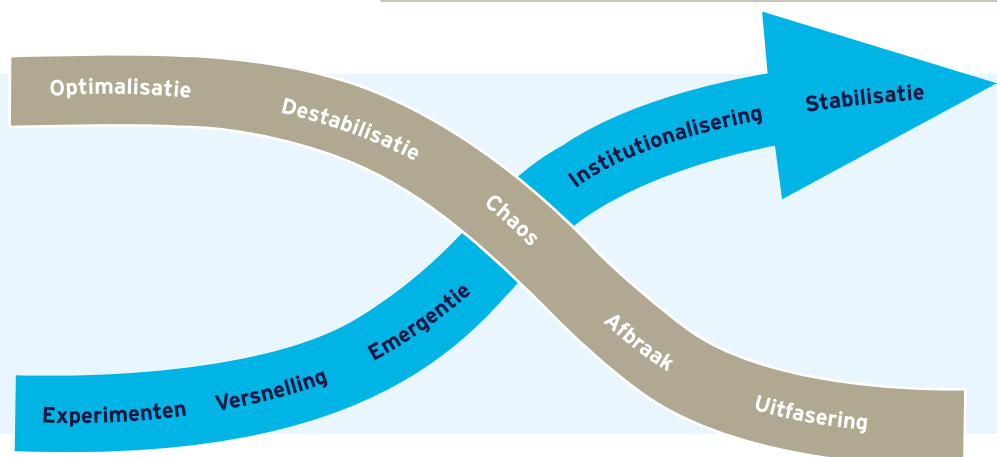 Optimalisatie
Destabilisatie
Chaos
Afbraak
Uitfasering
Experimenten
Versnelling
Emergentie
Institutionalisering
Stabilisatie